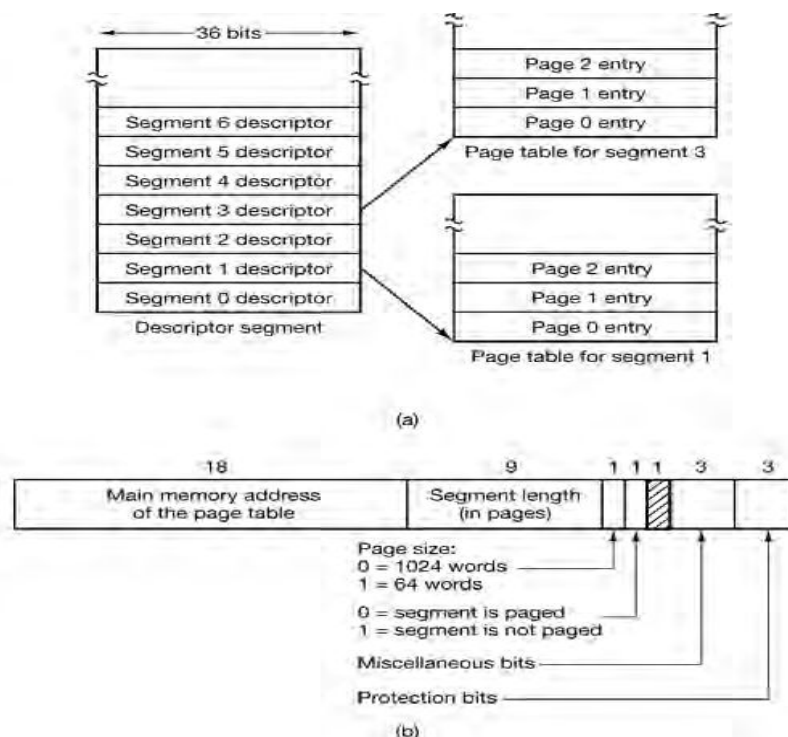 36 bits
Segment 6 descriptor
Segment 5 descriptor
Segment 4 descriptor
Segment 3 descriptor
Segment 2 descriptor
Segment 1 descriptor
Segment 0 descriptor
Descriptor segment
Page 2 entry
Page 1 entry
Page 0 entry
Page table for segment 3
Page 2 entry
Page 1 entry
Page 0 entry
Page table for segment 1
(a)
18 9 1 1 1 3 3
Main memory address
of the page table
Segment length
(in pages)
Page size:
0 = 1024 words
1 = 64 words
0 = segment is paged
1 = segment is not paged
Miscellaneous bits
Protection bits
(b)